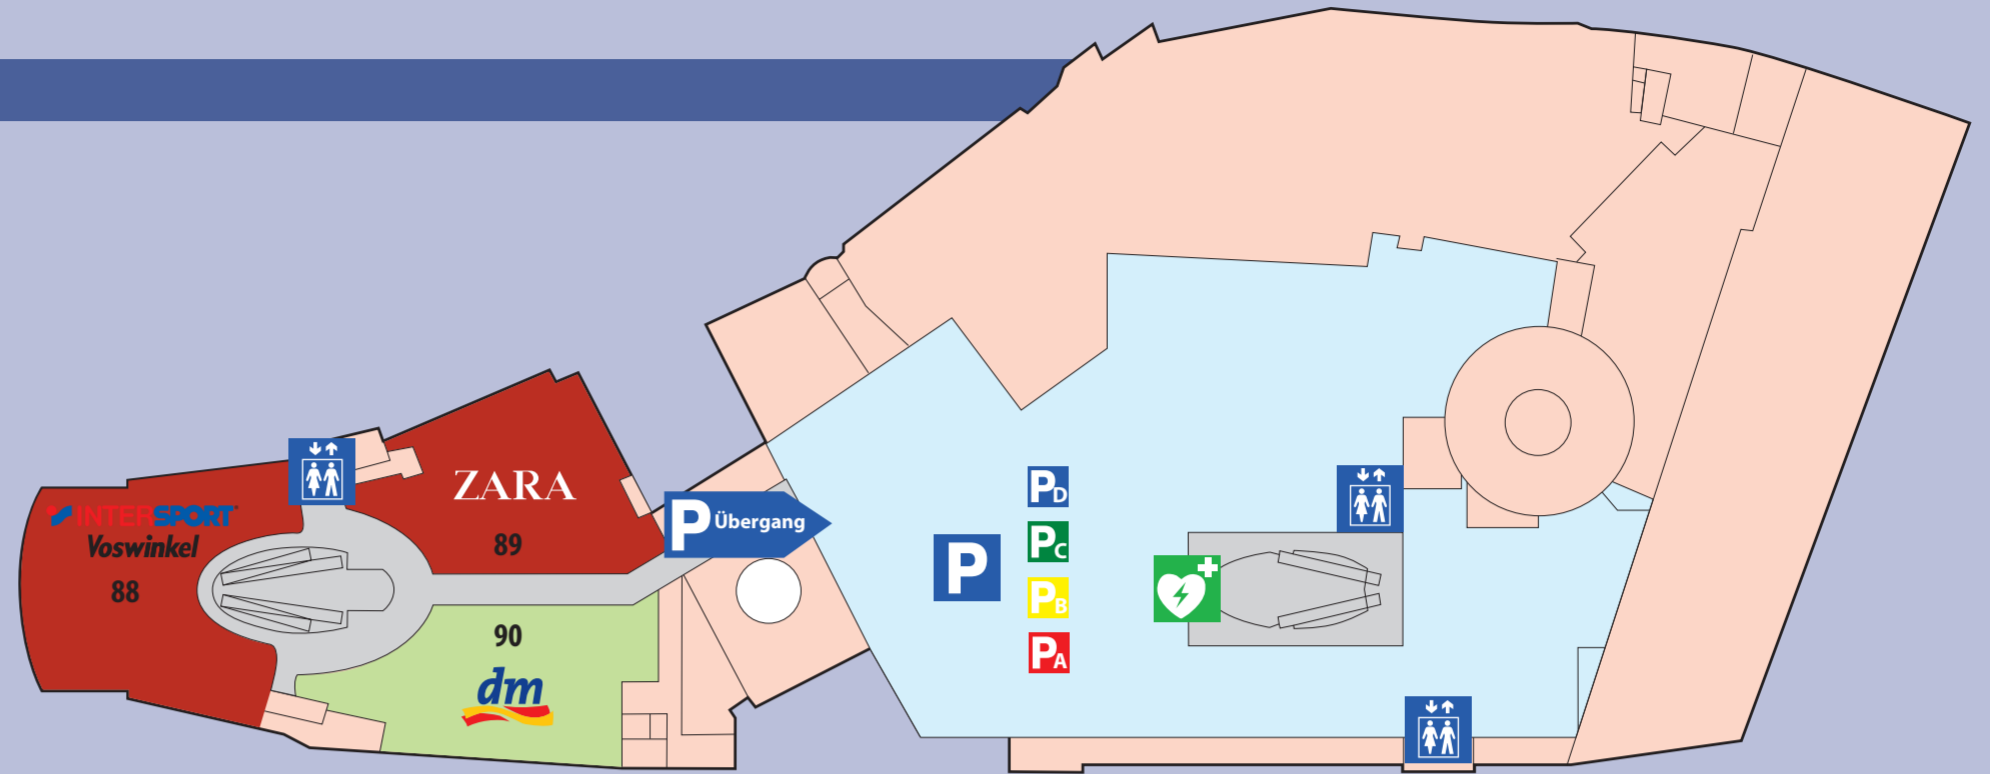 INTERSPORT
Voswinkel
88
ZARA
89
90
dm
P Übergang
P
PD
PC
PB
PA